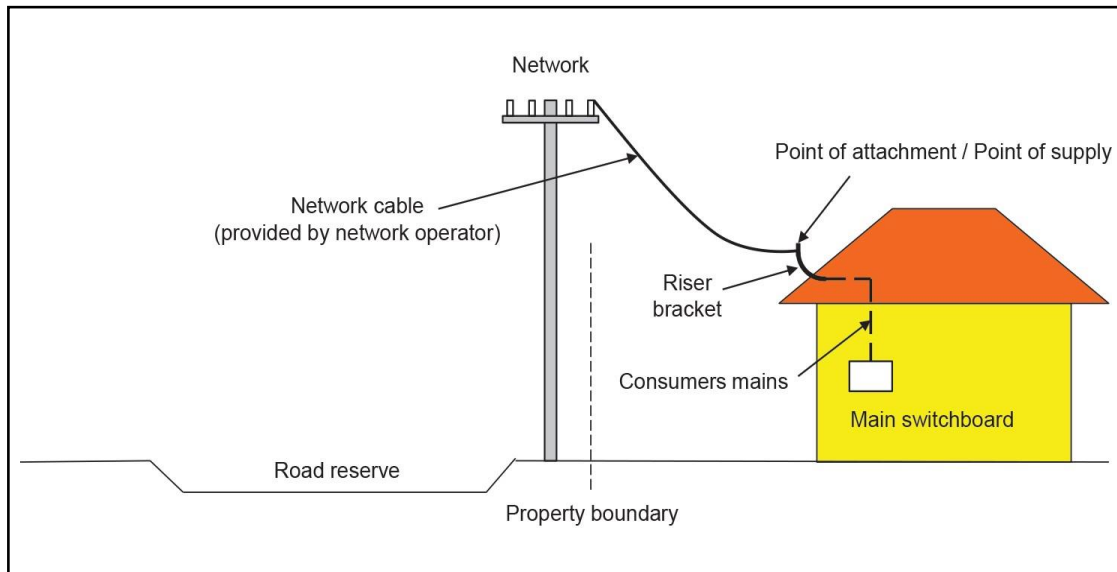 Network
Point of attachment / Point of supply
Network cable
(provided by network operator)
Riser
bracket
Consumers mains
Main switchboard
Road reserve
Property boundary